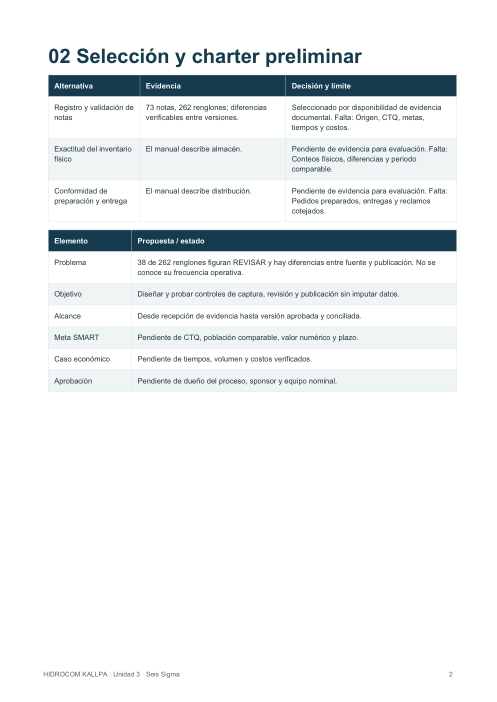 02 Selección y charter preliminar
Alternativa Evidencia Decisión y límite
Registro y validación de notas 73 notas, 262 renglones; diferencias verificables entre versiones. Seleccionado por disponibilidad de evidencia documental. Falta: Origen, CTQ, metas, tiempos y costos.
Exactitud del inventario físico El manual describe almacén. Pendiente de evidencia para evaluación. Falta: Conteos físicos, diferencias y periodo comparable.
Conformidad de preparación y entrega El manual describe distribución. Pendiente de evidencia para evaluación. Falta: Pedidos preparados, entregas y reclamos cotejados.
Elemento Propuesta / estado
Problema 38 de 262 renglones figuran REVISAR y hay diferencias entre fuente y publicación. No se conoce su frecuencia operativa.
Objetivo Diseñar y probar controles de captura, revisión y publicación sin imputar datos.
Alcance Desde recepción de evidencia hasta versión aprobada y conciliada.
Meta SMART Pendiente de CTQ, población comparable, valor numérico y plazo.
Caso económico Pendiente de tiempos, volumen y costos verificados.
Aprobación Pendiente de dueño del proceso, sponsor y equipo nominal.
HIDROCOM KALLPA · Unidad 3 · Seis Sigma 2